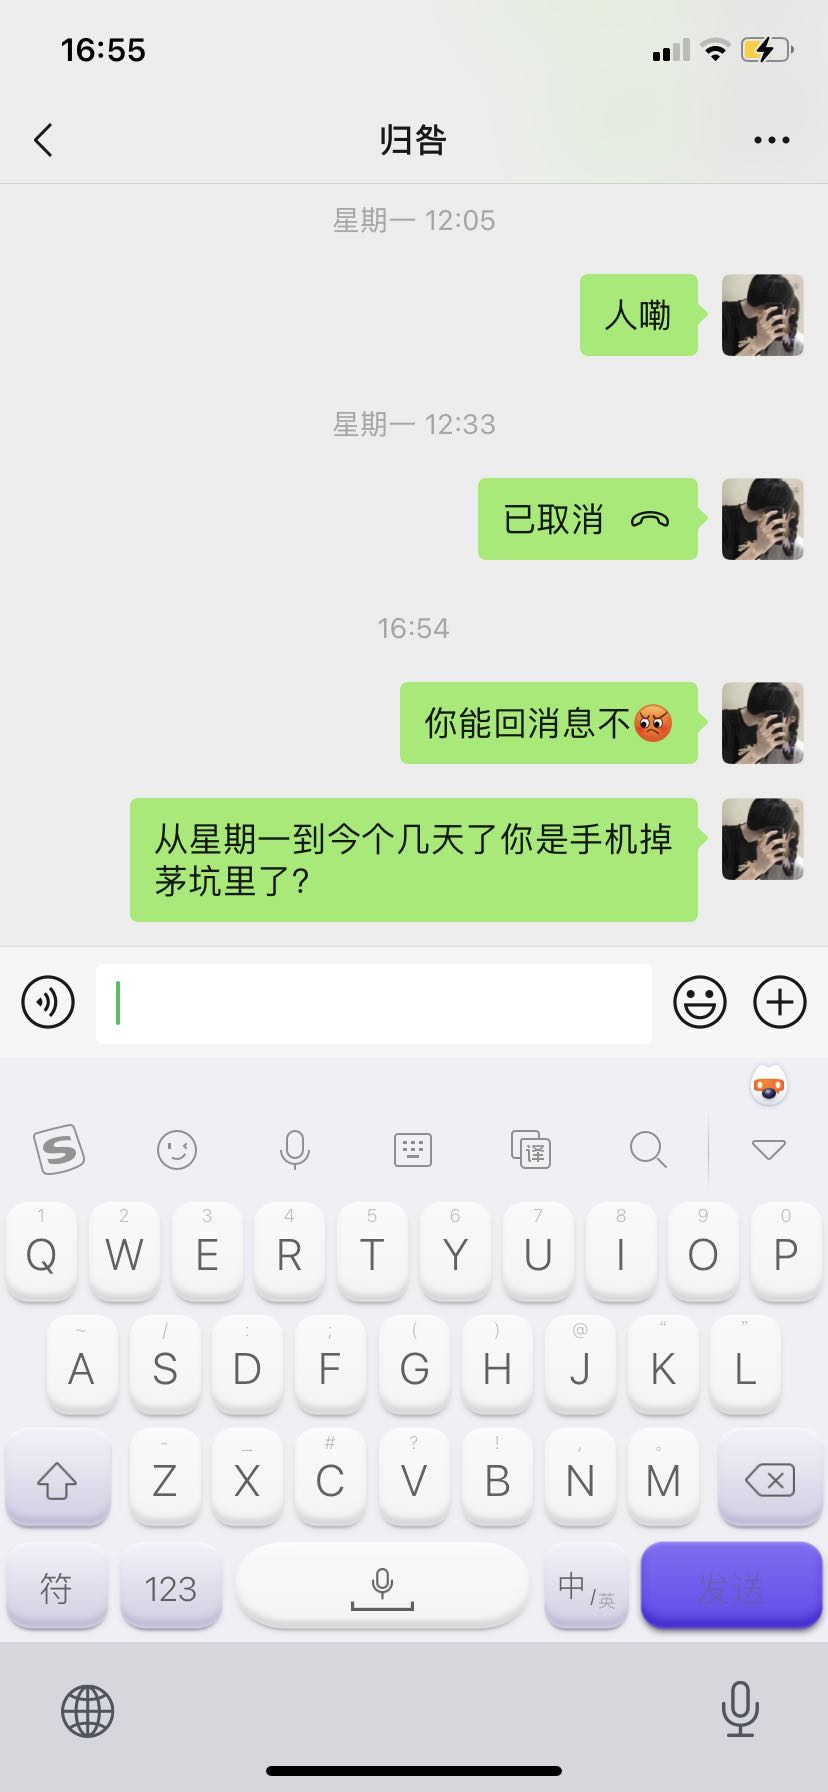 16:55
归咎
星期一 12:05
人嘞
星期一 12:33
已取消
16:54
你能回消息不😡
从星期一到今个几天了你是手机掉
茅坑里了?
S
译
1 2 3 4 5 6 7 8 9 0
Q W E R T Y U I O P
~ / : ; ( ) @ “ ”
A S D F G H J K L
- _ # ? ! , 。
Z X C V B N M
符 123 中/英 发送